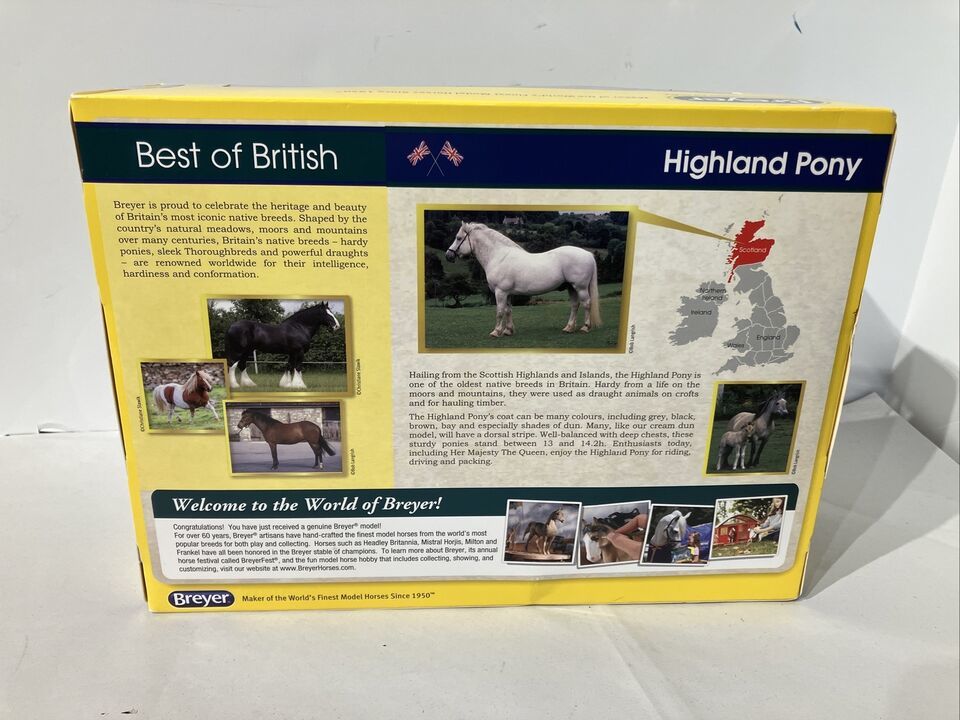 Best of British
Highland Pony
Breyer is proud to celebrate the heritage and beauty
of Britain's most iconic native breeds. Shaped by the
country's natural meadows, moors and mountains
over many centuries, Britain's native breeds – hardy
ponies, sleek Thoroughbreds and powerful draughts
– are renowned worldwide for their intelligence,
hardiness and conformation.
©Christiane Slawik
©Christiane Slawik
©Bob Langrish
©Bob Langrish
Scotland
Northern
Ireland
Ireland
England
Wales
Hailing from the Scottish Highlands and Islands, the Highland Pony is
one of the oldest native breeds in Britain. Hardy from a life on the
moors and mountains, they were used as draught animals on crofts
and for hauling timber.
The Highland Pony's coat can be many colours, including grey, black,
brown, bay and especially shades of dun. Many, like our cream dun
model, will have a dorsal stripe. Well-balanced with deep chests, these
sturdy ponies stand between 13 and 14.2h. Enthusiasts today,
including Her Majesty The Queen, enjoy the Highland Pony for riding,
driving and packing.
©Bob Langrish
Welcome to the World of Breyer!
Congratulations! You have just received a genuine Breyer® model!
For over 60 years, Breyer® artisans have hand-crafted the finest model horses from the world's most
popular breeds for both play and collecting. Horses such as Headley Britannia, Mistral Horjis, Milton and
Frankel have all been honored in the Breyer stable of champions. To learn more about Breyer, its annual
horse festival called BreyerFest®, and the fun model horse hobby that includes collecting, showing, and
customizing, visit our website at www.BreyerHorses.com.
Breyer® Maker of the World's Finest Model Horses Since 1950™